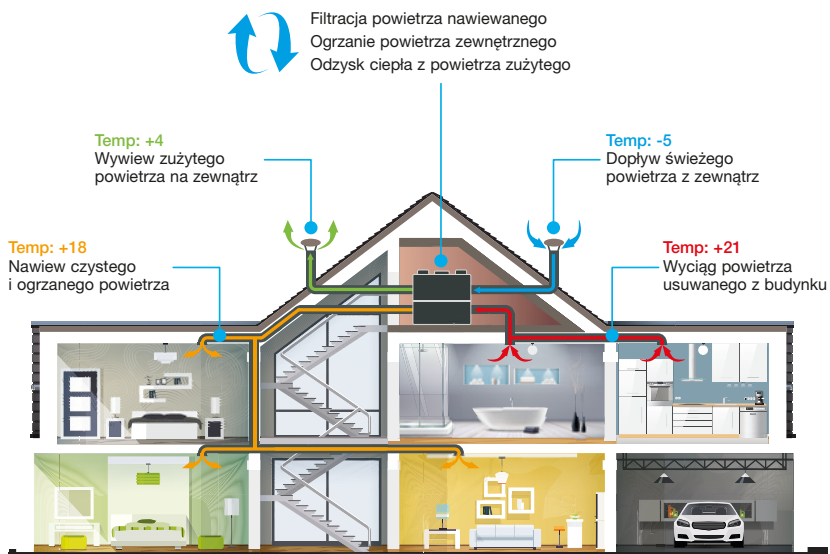 Filtracja powietrza nawiewanego
Ogrzanie powietrza zewnętrznego
Odzysk ciepła z powietrza zużytego
Temp: +4
Wywiew zużytego
powietrza na zewnątrz
Temp: -5
Dopływ świeżego
powietrza z zewnątrz
Temp: +18
Nawiew czystego
i ogrzanego powietrza
Temp: +21
Wyciąg powietrza
usuwanego z budynku